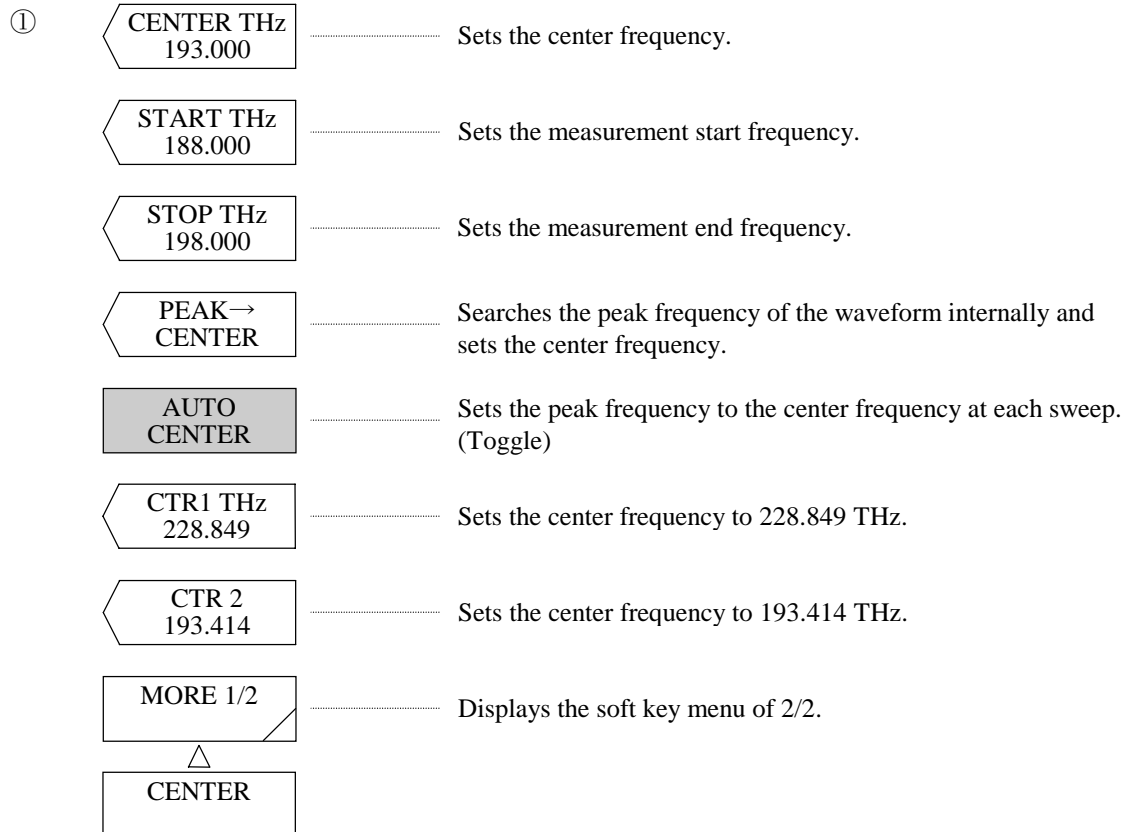 ①
CENTER THz
193.000
Sets the center frequency.
START THz
188.000
Sets the measurement start frequency.
STOP THz
198.000
Sets the measurement end frequency.
PEAK→
CENTER
Searches the peak frequency of the waveform internally and
sets the center frequency.
AUTO
CENTER
Sets the peak frequency to the center frequency at each sweep.
(Toggle)
CTR1 THz
228.849
Sets the center frequency to 228.849 THz.
CTR 2
193.414
Sets the center frequency to 193.414 THz.
MORE 1/2
Displays the soft key menu of 2/2.
CENTER